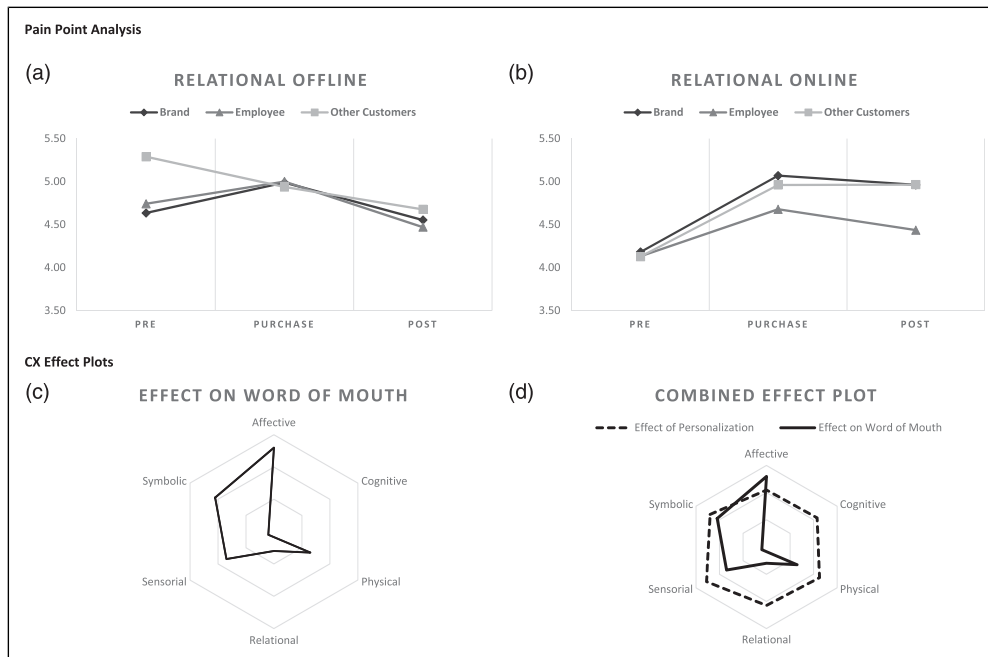 Pain Point Analysis
(a)
RELATIONAL OFFLINE
Brand Employee Other Customers
5.50
5.00
4.50
4.00
3.50
PRE PURCHASE POST
(b)
RELATIONAL ONLINE
Brand Employee Other Customers
5.50
5.00
4.50
4.00
3.50
PRE PURCHASE POST
CX Effect Plots
(c)
EFFECT ON WORD OF MOUTH
Affective
Symbolic Cognitive
Sensorial Physical
Relational
(d)
COMBINED EFFECT PLOT
Effect of Personalization Effect on Word of Mouth
Affective
Symbolic Cognitive
Sensorial Physical
Relational